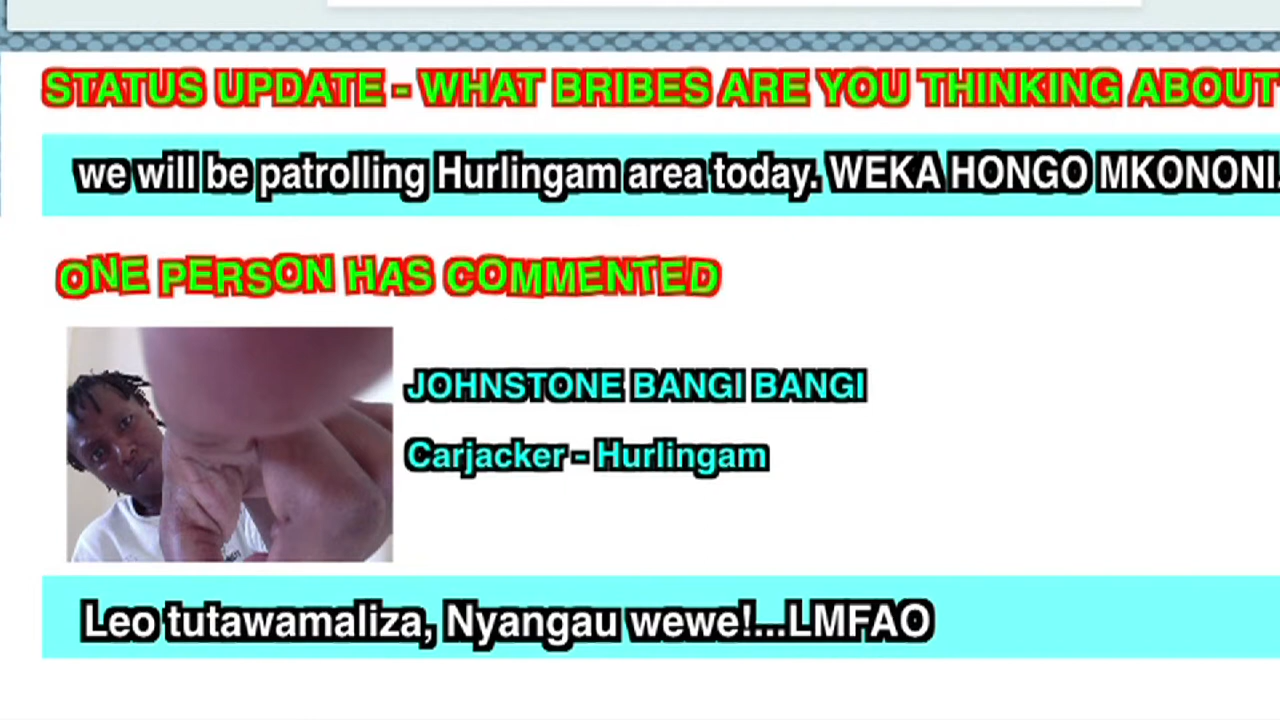 STATUS UPDATE - WHAT BRIBES ARE YOU THINKING ABOUT
we will be patrolling Hurlingam area today. WEKA HONGO MKONONI.
ONE PERSON HAS COMMENTED
JOHNSTONE BANGI BANGI
Carjacker - Hurlingam
Leo tutawamaliza, Nyangau wewe!...LMFAO